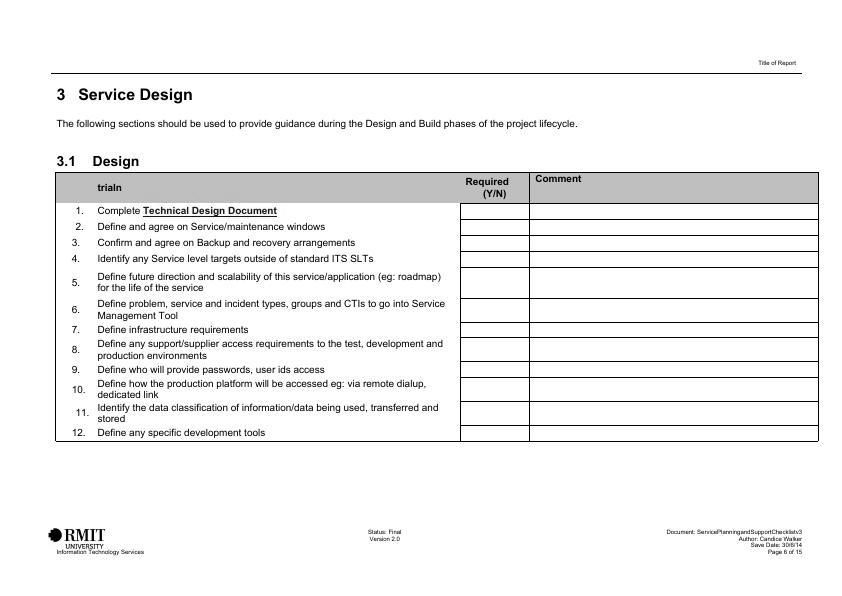 Title of Report
3 Service Design
The following sections should be used to provide guidance during the Design and Build phases of the project lifecycle.
3.1 Design
triaIn
Required
(Y/N)
Comment
1. Complete Technical Design Document
2. Define and agree on Service/maintenance windows
3. Confirm and agree on Backup and recovery arrangements
4. Identify any Service level targets outside of standard ITS SLTs
5. Define future direction and scalability of this service/application (eg: roadmap)
for the life of the service
6. Define problem, service and incident types, groups and CTIs to go into Service
Management Tool
7. Define infrastructure requirements
8. Define any support/supplier access requirements to the test, development and
production environments
9. Define who will provide passwords, user ids access
10. Define how the production platform will be accessed eg: via remote dialup,
dedicated link
11. Identify the data classification of information/data being used, transferred and
stored
12. Define any specific development tools
RMIT
UNIVERSITY
Information Technology Services
Status: Final
Version 2.0
Document: ServicePlanningandSupportChecklistv3
Author: Candice Walker
Save Date: 30/6/14
Page 6 of 15